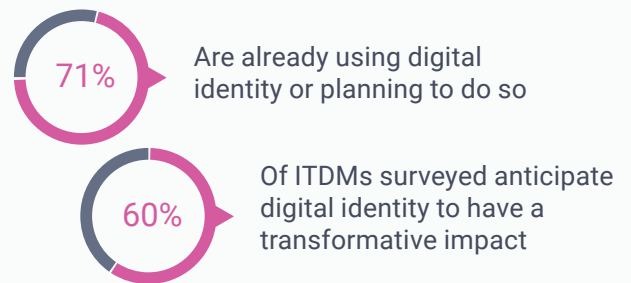 71%
Are already using digital
identity or planning to do so
60%
Of ITDMs surveyed anticipate
digital identity to have a
transformative impact